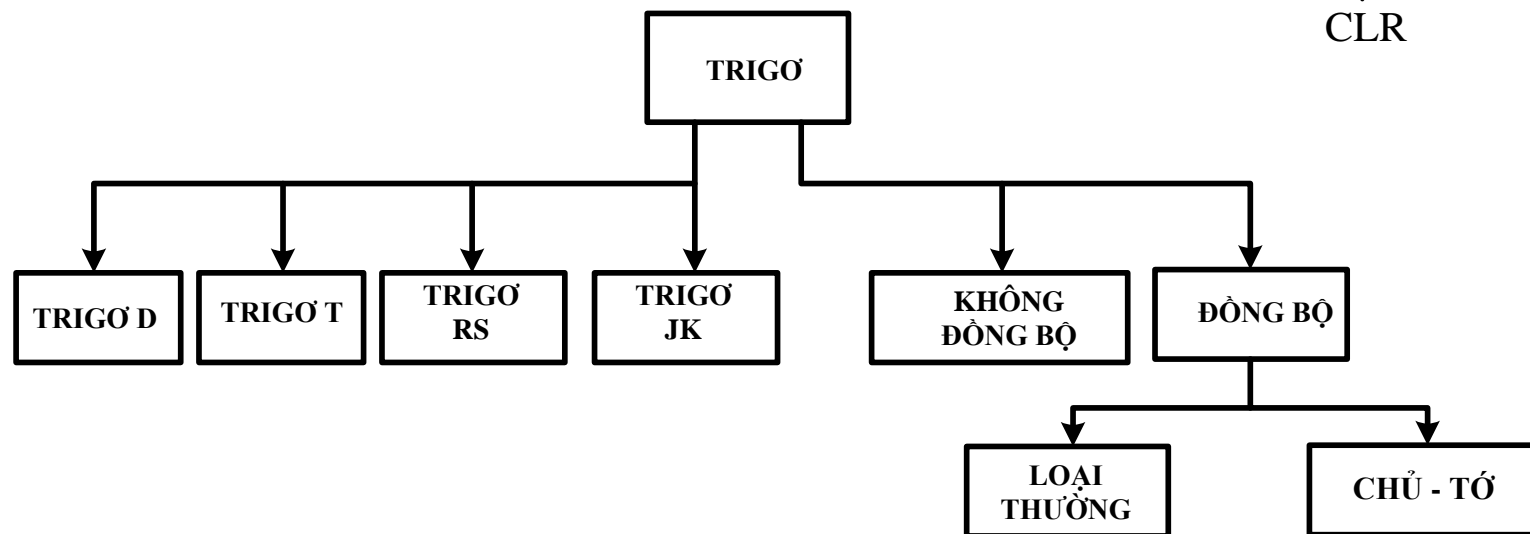 CLR
TRIGƠ
TRIGƠ D
TRIGƠ T
TRIGƠ
RS
TRIGƠ
JK
KHÔNG
ĐỒNG BỘ
ĐỒNG BỘ
LOẠI
THƯỜNG
CHỦ - TỚ